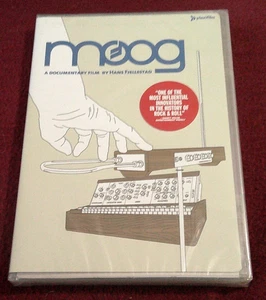 plexifilm
moog
A DOCUMENTARY FILM BY HANS FJELLESTAD
"ONE OF THE
MOST INFLUENTIAL
INNOVATORS
IN THE HISTORY OF
ROCK & ROLL"